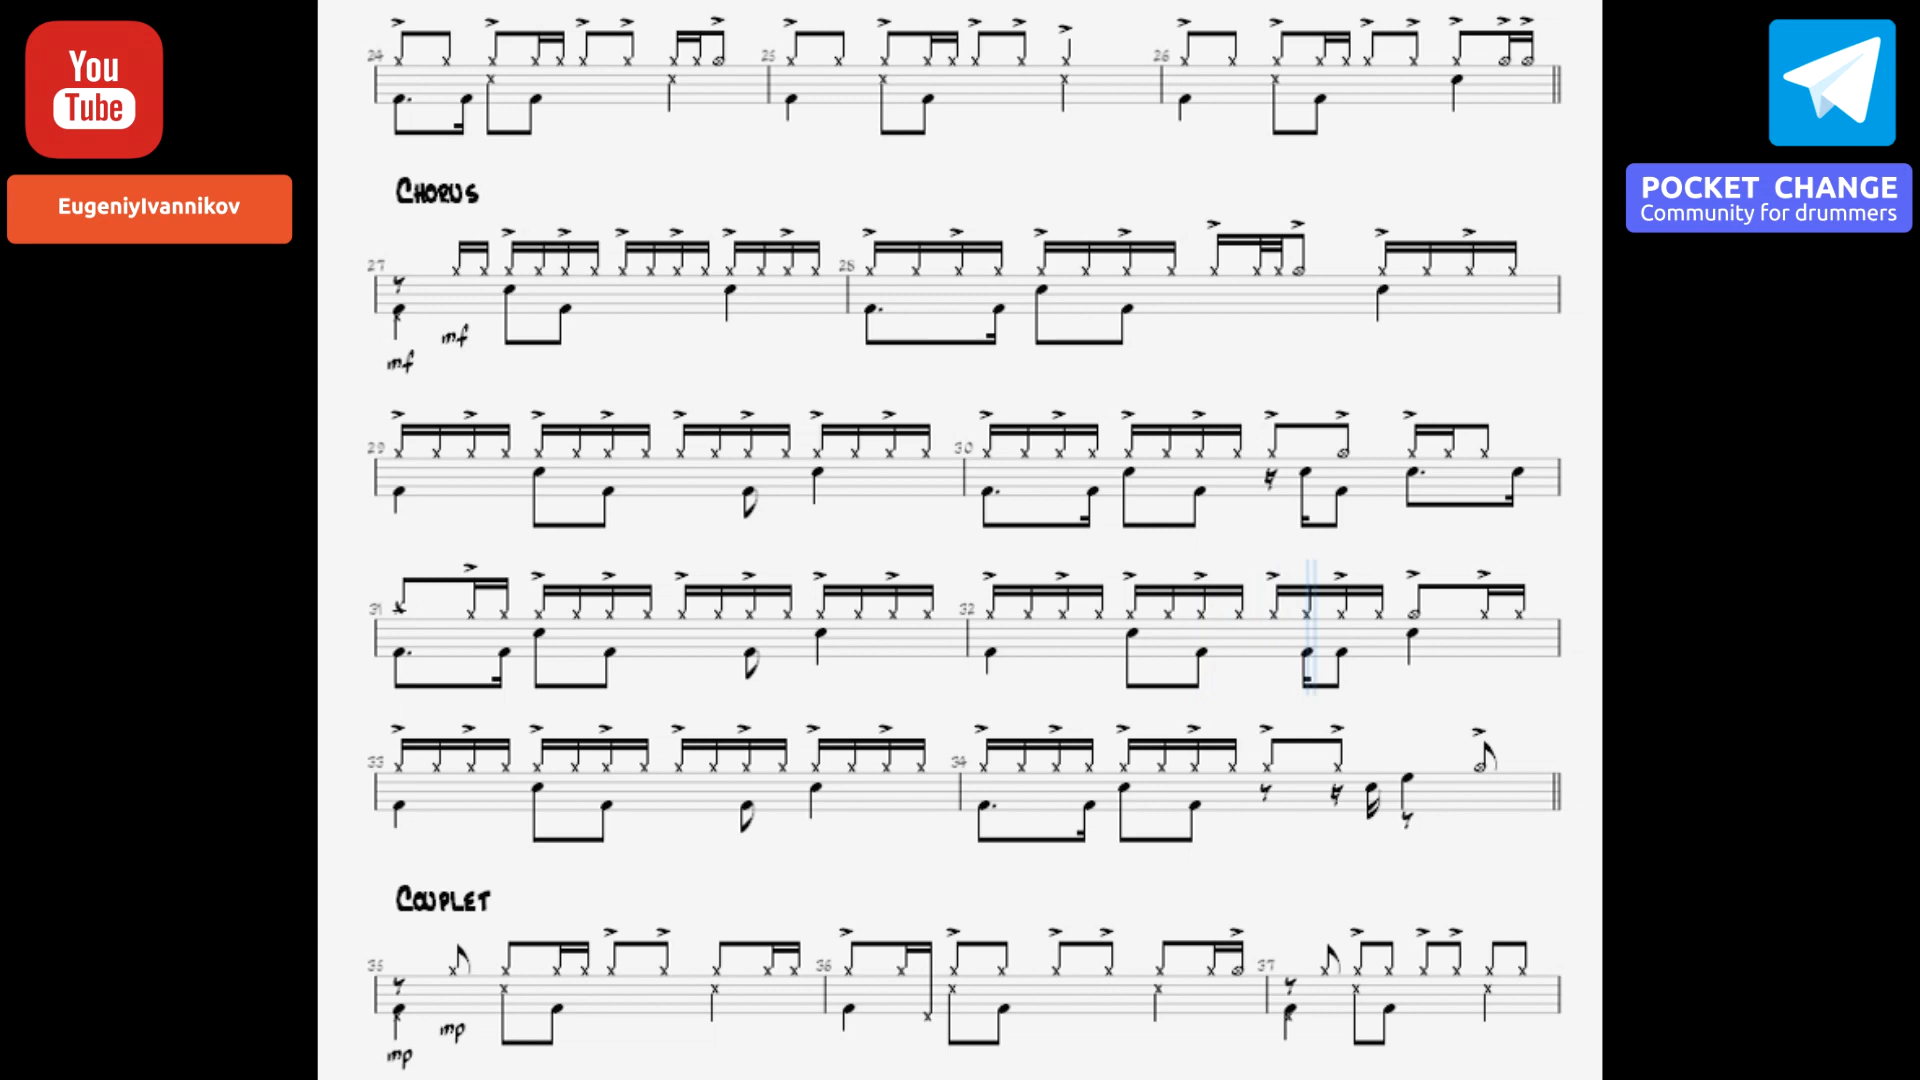 You
Tube
EugeniyIvannikov
POCKET CHANGE
Community for drummers
24 25 26
CHORUS
27 28
mf
mf
29 30
31 32
33 34
COUPLET
35 36 37
mp
mp